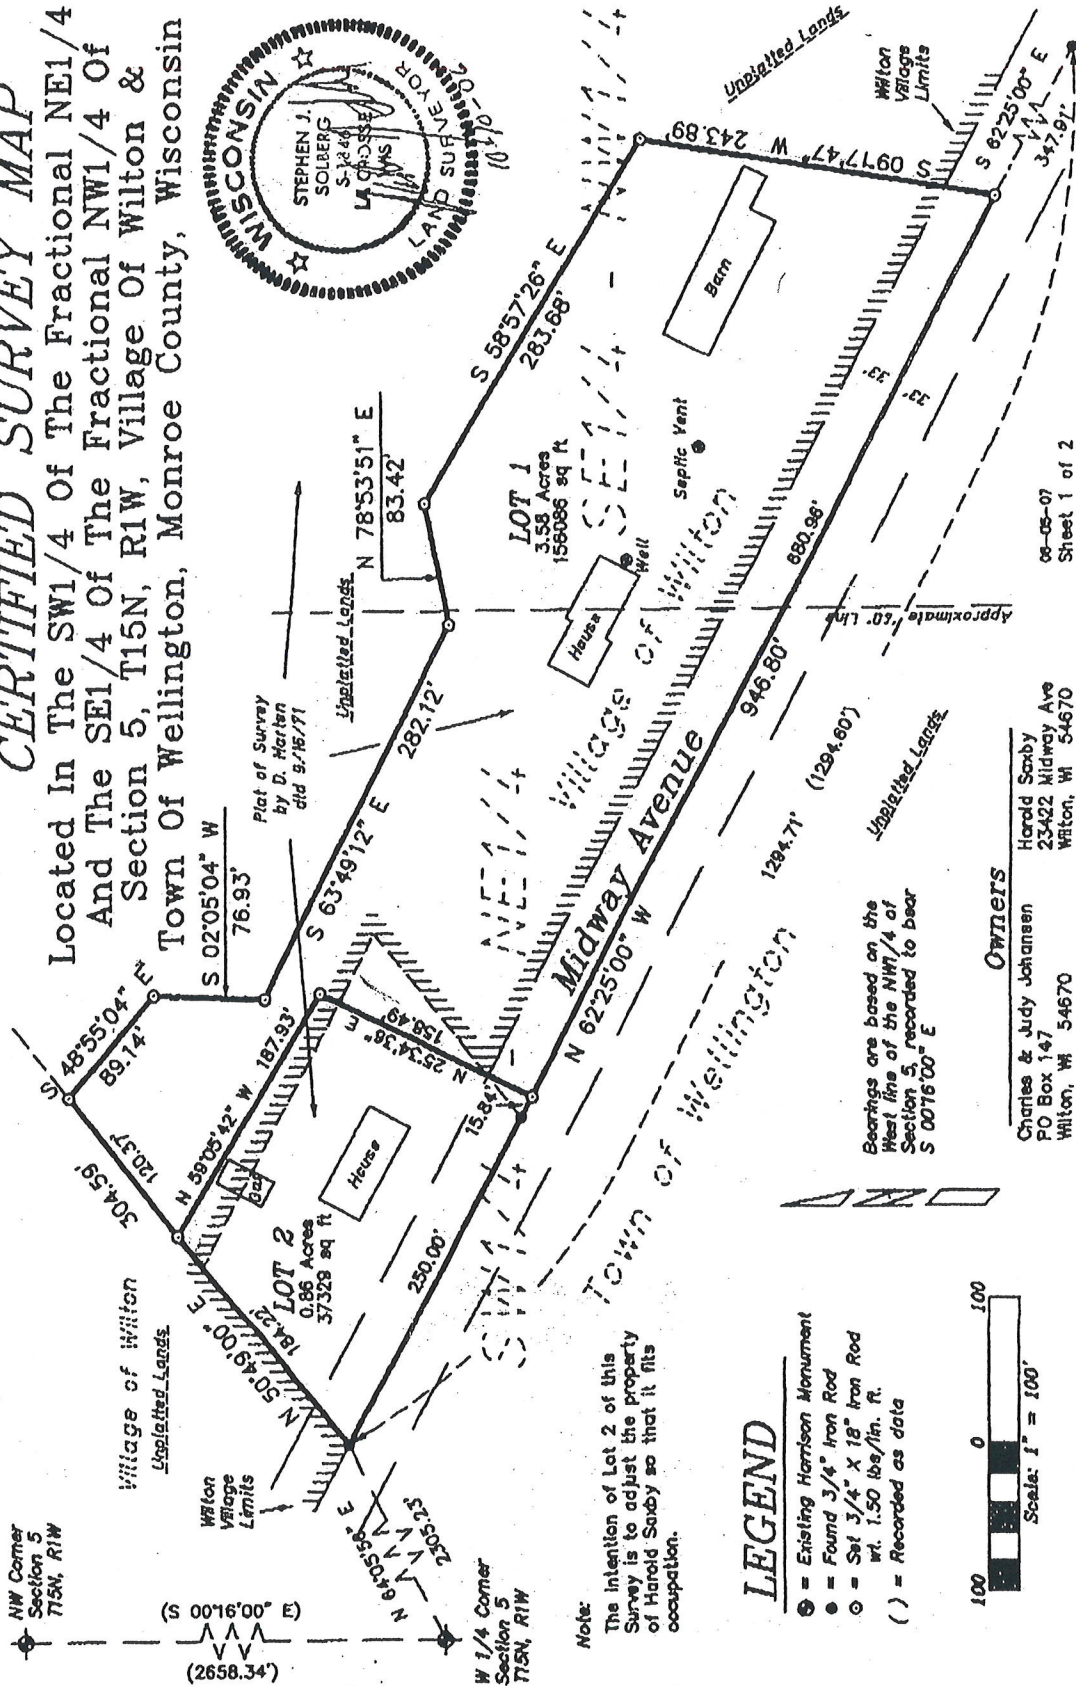 CERTIFIED SURVEY MAP
Located In The SW1/4 Of The Fractional NE1/4
And The SE1/4 Of The Fractional NW1/4 Of
Section 5, T15N, R1W, Village Of Wilton &
Town Of Wellington, Monroe County, Wisconsin
WISCONSIN
STEPHEN J.
SOLBERG
LA CROSSE
WIS
LAND SURVEYOR
NW Corner
Section 5
T15N, R1W
(S 00°16'00" E)
(2658.34')
W 1/4 Corner
Section 5
T15N, R1W
N 64°05'58" E
2305.23'
Village of Wilton
Unplatted Lands
Wilton
Village
Limits
S 48°55'04" E
89.14'
S 02°05'04" W
76.93'
304.59'
120.37'
N 50°49'00" E
184.22'
N 59°05'42" W
187.93'
Plat of Survey
by D. Hartan
dtd 9/16/71
Unplatted Lands
S 63°49'12" E
282.12'
N 78°53'51" E
83.42'
S 58°57'26" E
283.68'
Unplatted Lands
243.89'
S 09°17'47" W
Wilton
Village
Limits
S 62°25'00" E
347.91'
LOT 2
0.86 Acres
37329 sq ft
Gar
House
N 25°34'36" E
158.49'
15.84'
250.00'
LOT 1
3.58 Acres
156086 sq ft
House
Well
Septic Vent
Barn
NE1/4
SE1/4
SW1/4
Village of Wilton
Midway Avenue
N 62°25'00" W
946.80'
680.96'
33'
33'
1294.71'
(1294.60')
Town of Wellington
Unplatted Lands
Approximate "60" Line
Note:
The intention of Lot 2 of this
Survey is to adjust the property
of Harold Saxby so that it fits
occupation.
Bearings are based on the
West line of the NW1/4 of
Section 5, recorded to bear
S 00°16'00" E
LEGEND
= Existing Harrison Monument
● = Found 3/4" Iron Rod
○ = Set 3/4" X 18" Iron Rod
wt. 1.50 lbs/lin. ft.
( ) = Recorded as data
100 0 100
Scale: 1" = 100'
Owners
Charles & Judy Johansen
PO Box 147
Wilton, WI 54670
Harold Saxby
23422 Midway Ave
Wilton, WI 54670
06-05-07
Sheet 1 of 2